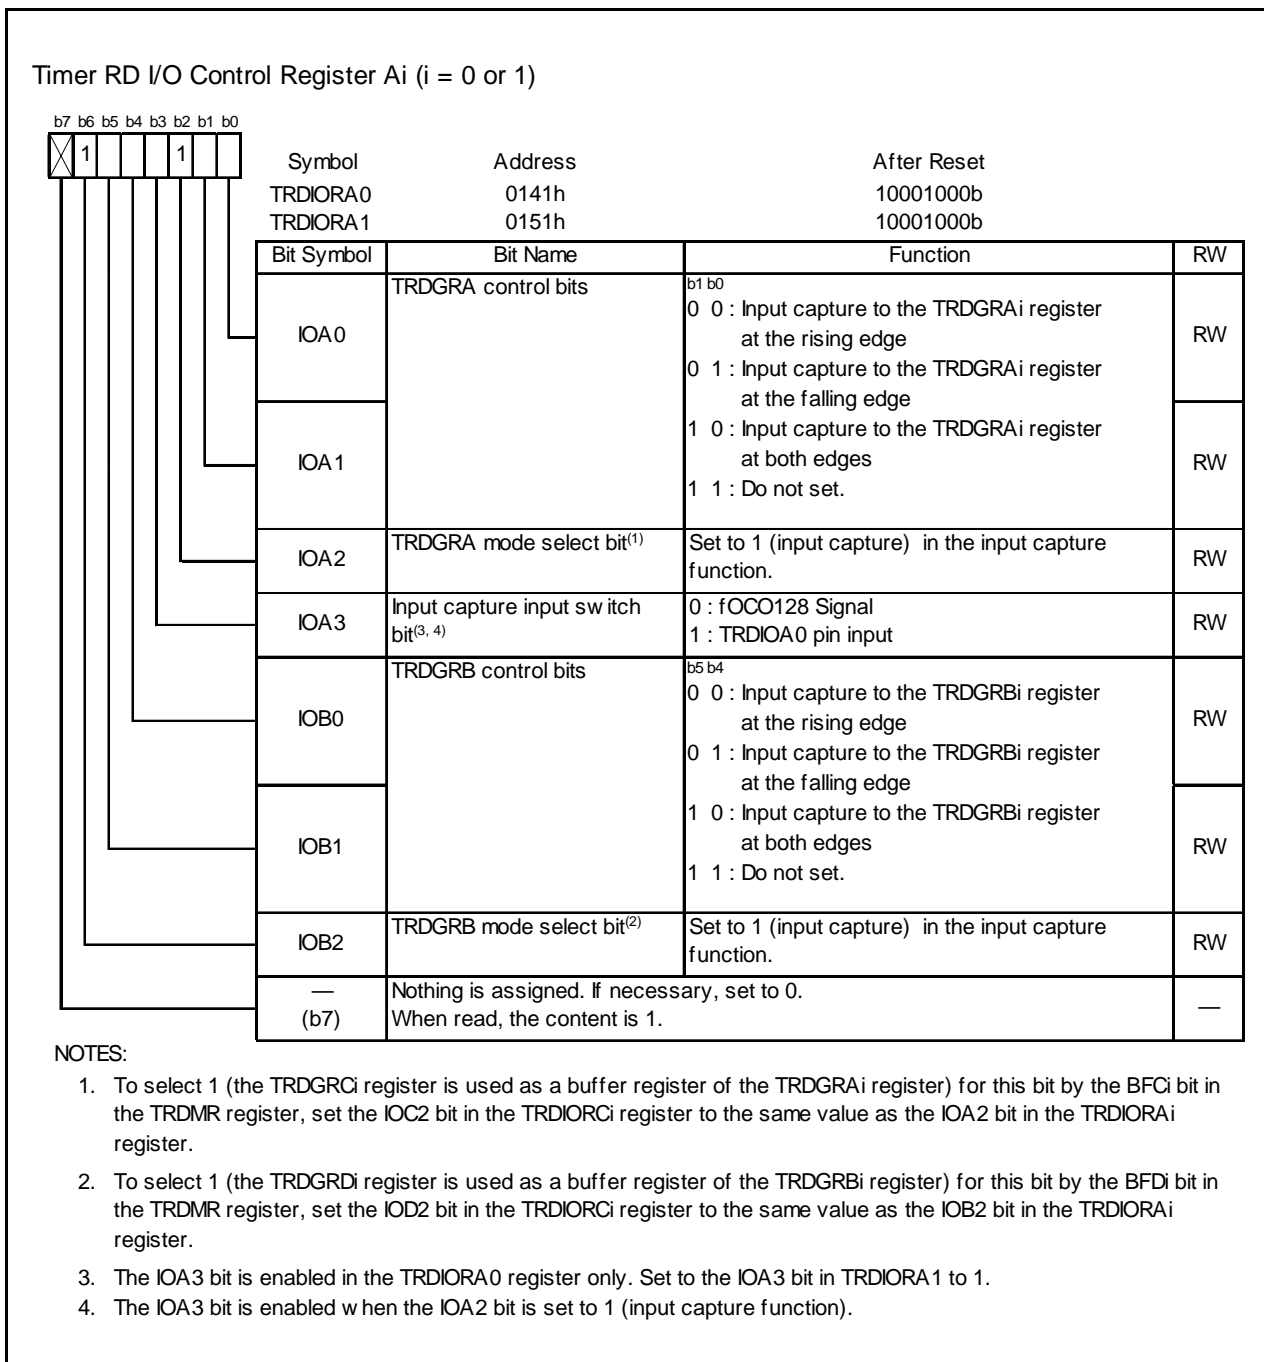 Timer RD I/O Control Register Ai (i = 0 or 1)
b7 b6 b5 b4 b3 b2 b1 b0
1 1
Symbol Address After Reset
TRDIORA0 0141h 10001000b
TRDIORA1 0151h 10001000b
Bit Symbol Bit Name Function RW
IOA0 TRDGRA control bits RW
b1 b0
0 0 : Input capture to the TRDGRAi register
at the rising edge
0 1 : Input capture to the TRDGRAi register
at the falling edge
IOA1 RW
1 0 : Input capture to the TRDGRAi register
at both edges
1 1 : Do not set.
IOA2 TRDGRA mode select bit(1) Set to 1 (input capture) in the input capture RW
function.
IOA3 Input capture input switch 0 : fOCO128 Signal RW
bit(3, 4) 1 : TRDIOA0 pin input
IOB0 TRDGRB control bits RW
b5 b4
0 0 : Input capture to the TRDGRBi register
at the rising edge
0 1 : Input capture to the TRDGRBi register
at the falling edge
IOB1 RW
1 0 : Input capture to the TRDGRBi register
at both edges
1 1 : Do not set.
IOB2 TRDGRB mode select bit(2) Set to 1 (input capture) in the input capture RW
function.
— Nothing is assigned. If necessary, set to 0. —
(b7) When read, the content is 1.
NOTES:
1. To select 1 (the TRDGRCi register is used as a buffer register of the TRDGRAi register) for this bit by the BFCi bit in
the TRDMR register, set the IOC2 bit in the TRDIORCi register to the same value as the IOA2 bit in the TRDIORAi
register.
2. To select 1 (the TRDGRDi register is used as a buffer register of the TRDGRBi register) for this bit by the BFDi bit in
the TRDMR register, set the IOD2 bit in the TRDIORCi register to the same value as the IOB2 bit in the TRDIORAi
register.
3. The IOA3 bit is enabled in the TRDIORA0 register only. Set to the IOA3 bit in TRDIORA1 to 1.
4. The IOA3 bit is enabled when the IOA2 bit is set to 1 (input capture function).